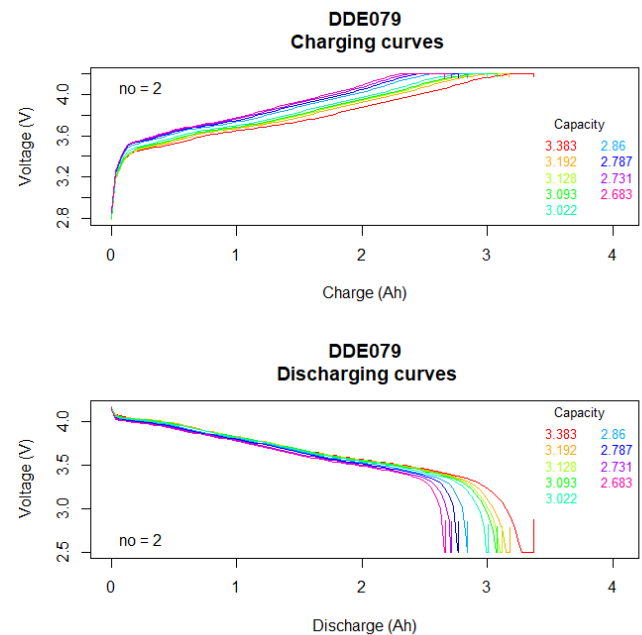 DDE079
Charging curves
no = 2
Voltage (V)
4.0
3.6
3.2
2.8
Capacity
3.383 2.86
3.192 2.787
3.128 2.731
3.093 2.683
3.022
0 1 2 3 4
Charge (Ah)
DDE079
Discharging curves
Voltage (V)
4.0
3.5
3.0
2.5
Capacity
3.383 2.86
3.192 2.787
3.128 2.731
3.093 2.683
3.022
no = 2
0 1 2 3 4
Discharge (Ah)